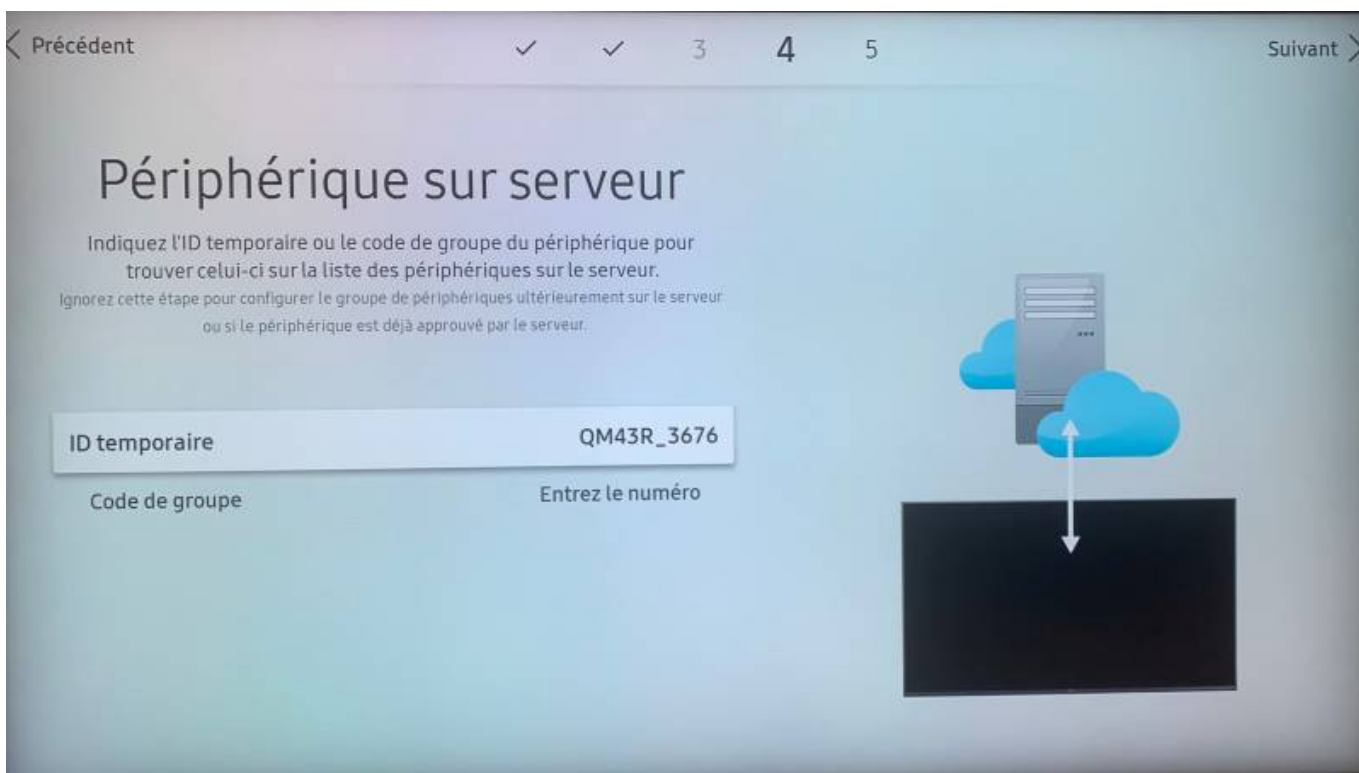 Précédent
3 4 5
Suivant
Périphérique sur serveur
Indiquez l'ID temporaire ou le code de groupe du périphérique pour
trouver celui-ci sur la liste des périphériques sur le serveur.
Ignorez cette étape pour configurer le groupe de périphériques ultérieurement sur le serveur
ou si le périphérique est déjà approuvé par le serveur.
ID temporaire QM43R_3676
Code de groupe Entrez le numéro